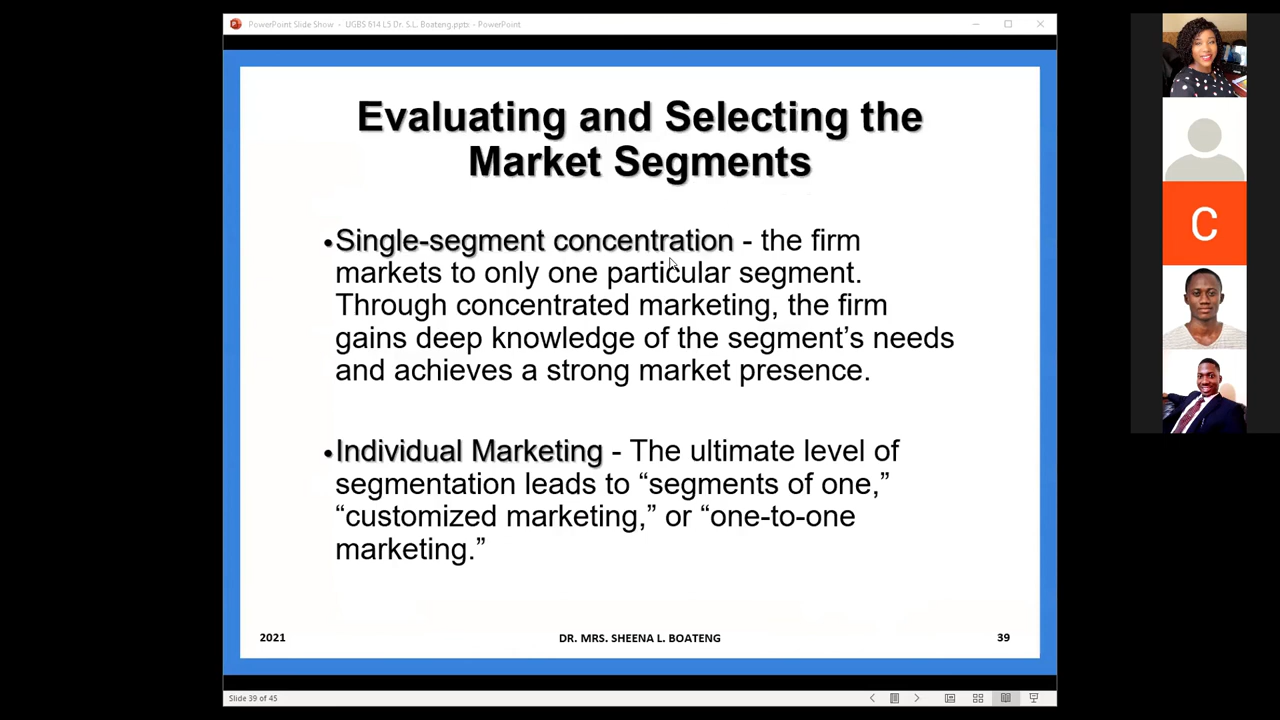 PowerPoint Slide Show - UGBS 614 L5 Dr. S.L. Boateng.pptx - PowerPoint
Evaluating and Selecting the
Market Segments
•Single-segment concentration - the firm
markets to only one particular segment.
Through concentrated marketing, the firm
gains deep knowledge of the segment’s needs
and achieves a strong market presence.
•Individual Marketing - The ultimate level of
segmentation leads to “segments of one,”
“customized marketing,” or “one-to-one
marketing.”
2021 DR. MRS. SHEENA L. BOATENG 39
Slide 39 of 45
C